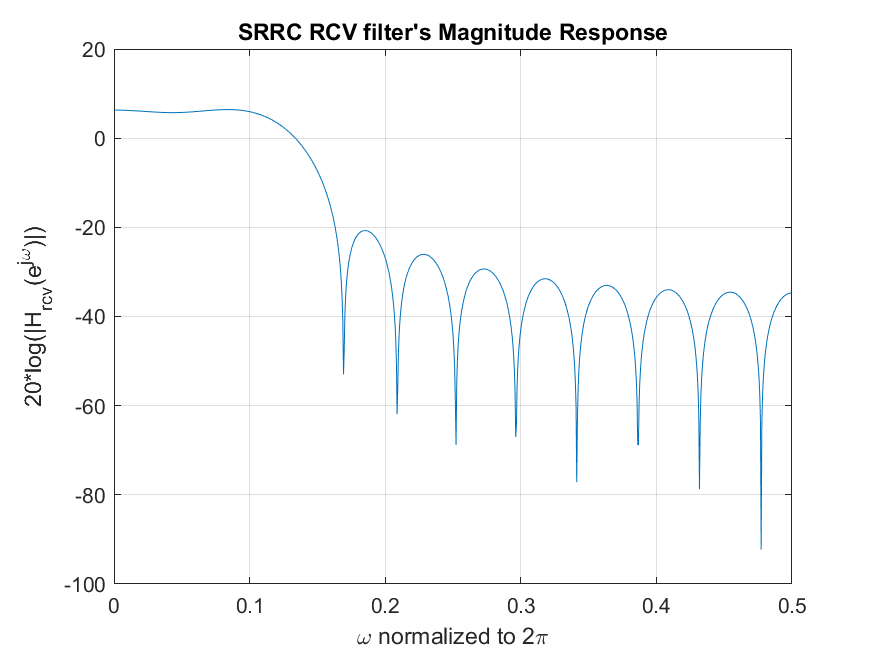 SRRC RCV filter's Magnitude Response
20*log(|H_rcv(e^jω)|)
20
0
-20
-40
-60
-80
-100
0 0.1 0.2 0.3 0.4 0.5
ω normalized to 2π